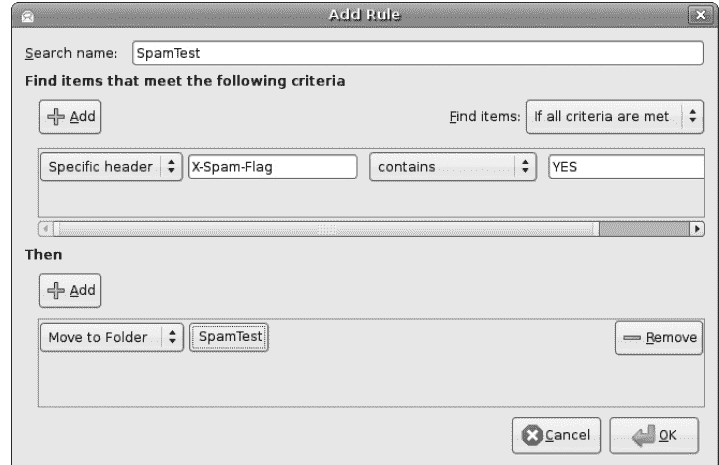 Add Rule
Search name: SpamTest
Find items that meet the following criteria
Add Find items: If all criteria are met
Specific header X-Spam-Flag contains YES
Then
Add
Move to Folder SpamTest Remove
Cancel OK